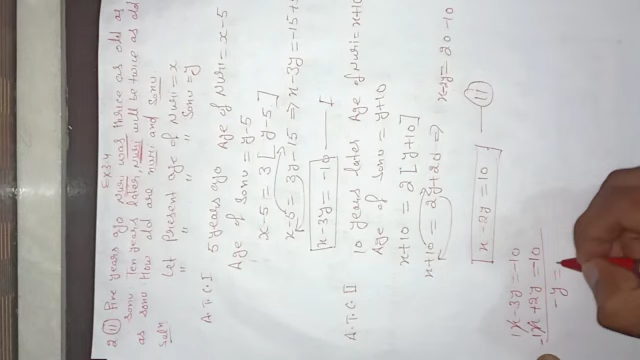 Ex 3.4
2 (ii) Five years ago Nuri was thrice as old as
Sonu Ten years later Nuri will be twice as old
as sonu How old are nuri and Sonu
Soln Let present age of Nuri = x
" " " Sonu = y
A.T.C.I 5 years ago Age of Nuri = x-5
Age of Sonu = y-5
x-5 = 3[y-5]
x-5 = 3y-15 ⇒ x-3y = -15+5
x-3y = -10 — I
A.T.C.II 10 years later Age of Nuri = x+10
Age of sonu = y+10
x+10 = 2[y+10]
x+10 = 2y+20 ⇒ x-2y = 20-10
x-2y = 10 — (II)
x-3y = -10
-x+2y = -10
-y =